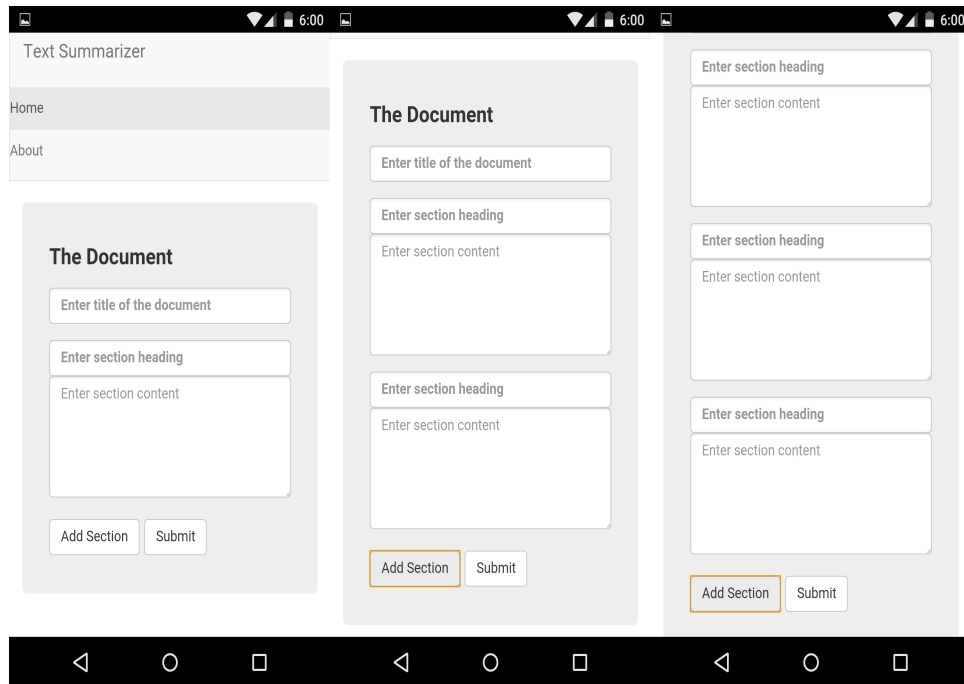 6:00
Text Summarizer
Home
About
The Document
Enter title of the document
Enter section heading
Enter section content
Add Section Submit
6:00
The Document
Enter title of the document
Enter section heading
Enter section content
Enter section heading
Enter section content
Add Section Submit
6:00
Enter section heading
Enter section content
Enter section heading
Enter section content
Enter section heading
Enter section content
Add Section Submit